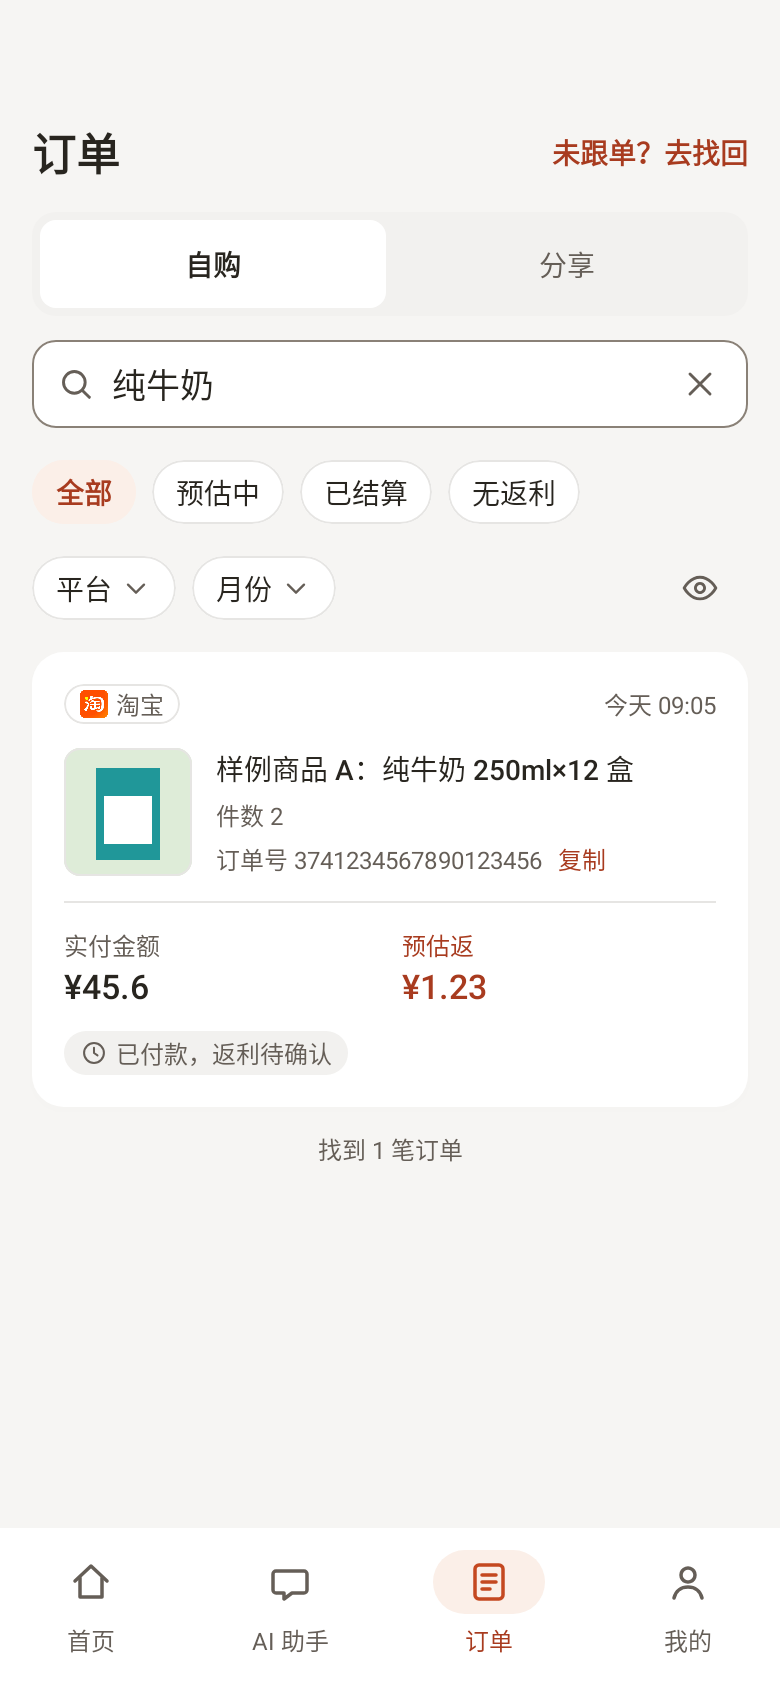 订单
未跟单？去找回
自购
分享
纯牛奶
全部
预估中
已结算
无返利
平台
月份
淘 淘宝
今天 09:05
样例商品 A：纯牛奶 250ml×12 盒
件数 2
订单号 3741234567890123456 复制
实付金额
¥45.6
预估返
¥1.23
已付款，返利待确认
找到 1 笔订单
首页
AI 助手
订单
我的